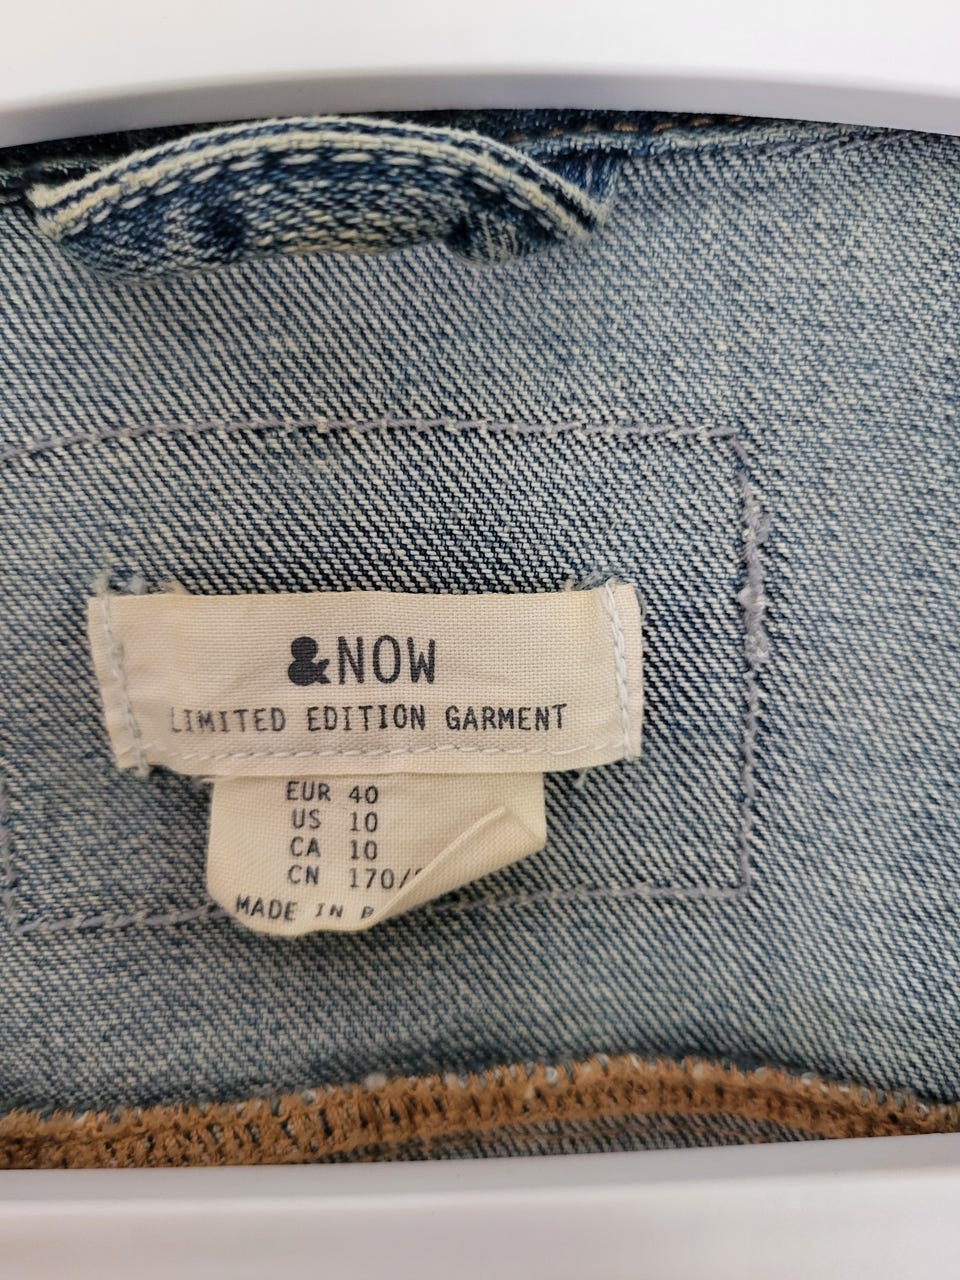 &NOW
LIMITED EDITION GARMENT
EUR 40
US 10
CA 10
CN 170/
MADE IN